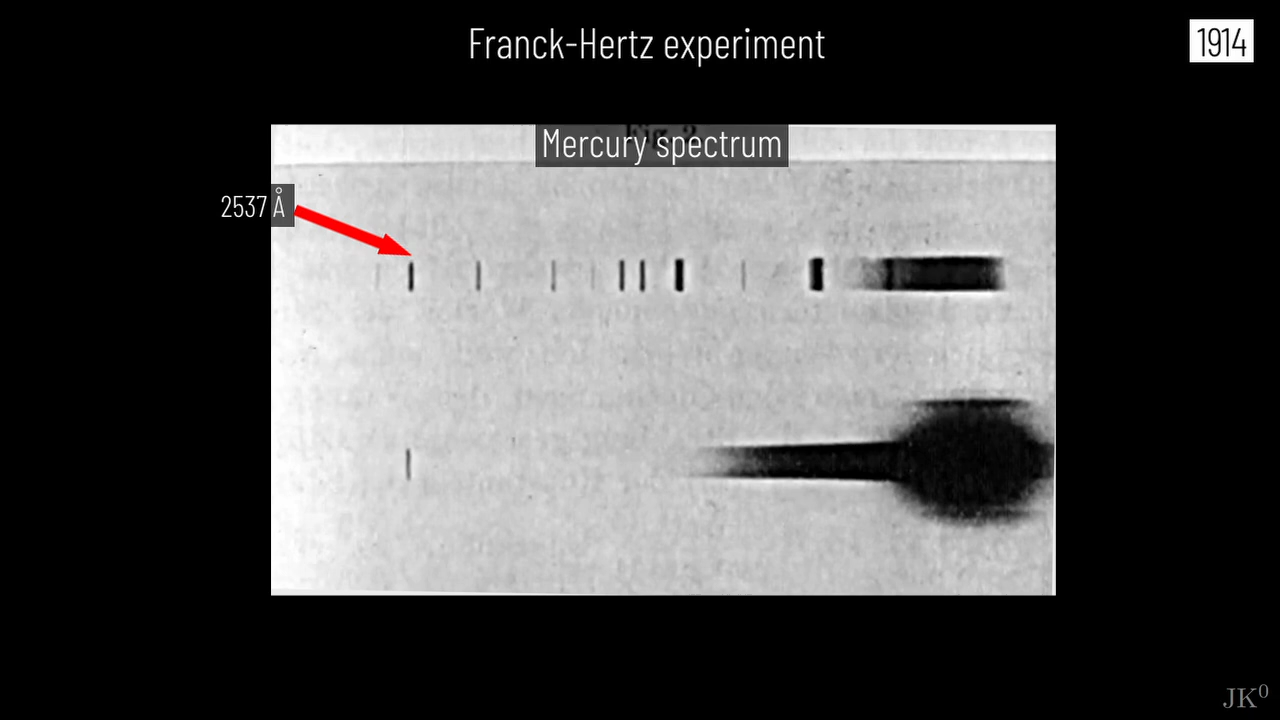 Franck-Hertz experiment
1914
Mercury spectrum
2537 Å
JK⁰